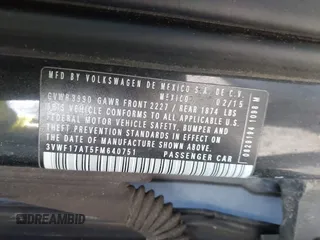 MFD BY VOLKSWAGEN DE MEXICO S.A. DE C.V.
MEXICO 02/15
GVWR 3990 GAWR FRONT 2227 / REAR 1874 LBS
THIS VEHICLE CONFORMS TO ALL APPLICABLE
FEDERAL MOTOR VEHICLE SAFETY, BUMPER AND
THEFT PREVENTION STANDARDS IN EFFECT ON
THE DATE OF MANUFACTURE SHOWN ABOVE
3VWF17AT5FM640751 PASSENGER CAR
DREAMBID